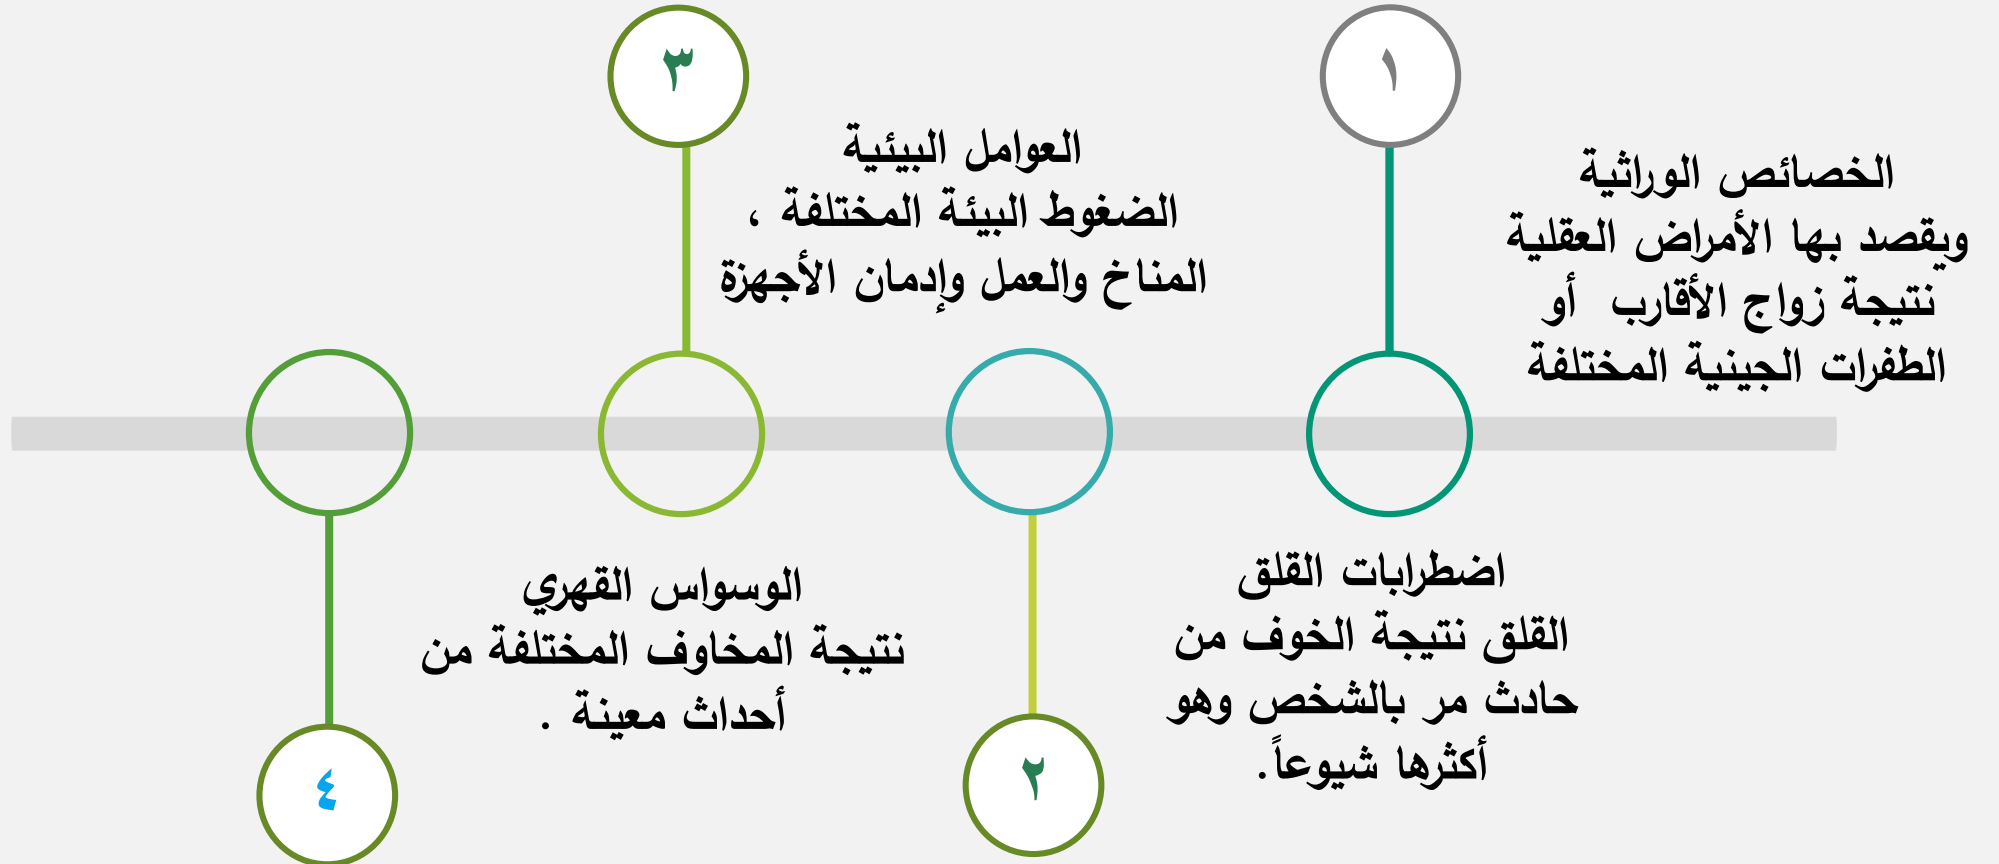 ١
الخصائص الوراثية
ويقصد بها الأمراض العقلية
نتيجة زواج الأقارب أو
الطفرات الجينية المختلفة
٢
اضطرابات القلق
القلق نتيجة الخوف من
حادث مر بالشخص وهو
أكثرها شيوعاً.
٣
العوامل البيئية
الضغوط البيئة المختلفة ،
المناخ والعمل وإدمان الأجهزة
٤
الوسواس القهري
نتيجة المخاوف المختلفة من
أحداث معينة .